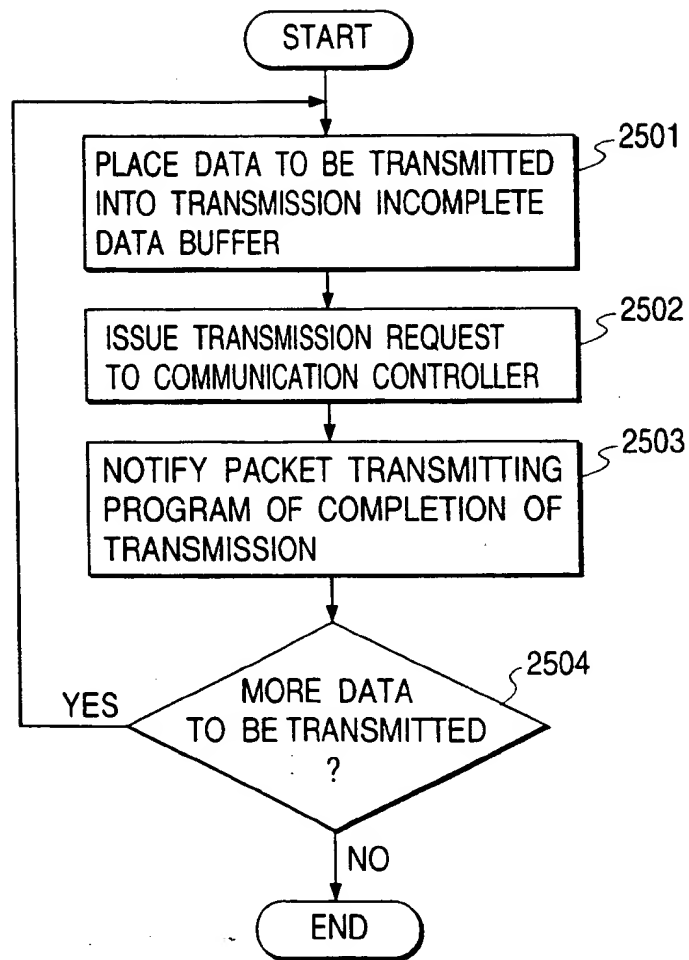 START
PLACE DATA TO BE TRANSMITTED
INTO TRANSMISSION INCOMPLETE
DATA BUFFER
2501
ISSUE TRANSMISSION REQUEST
TO COMMUNICATION CONTROLLER
2502
NOTIFY PACKET TRANSMITTING
PROGRAM OF COMPLETION OF
TRANSMISSION
2503
MORE DATA
TO BE TRANSMITTED
?
2504
YES
NO
END